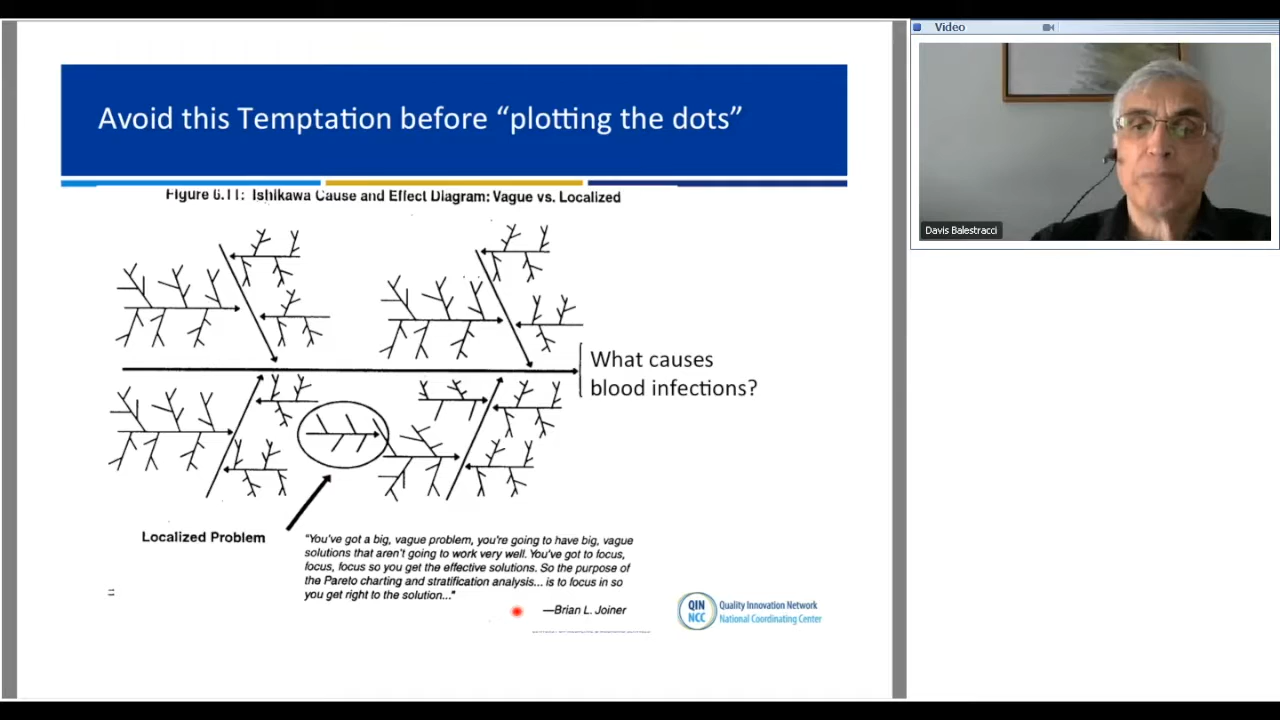 Video
Avoid this Temptation before “plotting the dots”
Figure 6.11: Ishikawa Cause and Effect Diagram: Vague vs. Localized
Davis Balestracci
What causes
blood infections?
Localized Problem
"You've got a big, vague problem, you're going to have big, vague
solutions that aren't going to work very well. You've got to focus,
focus, focus so you get the effective solutions. So the purpose of
the Pareto charting and stratification analysis... is to focus in so
you get right to the solution..."
—Brian L. Joiner
QIN
NCC
Quality Innovation Network
National Coordinating Center